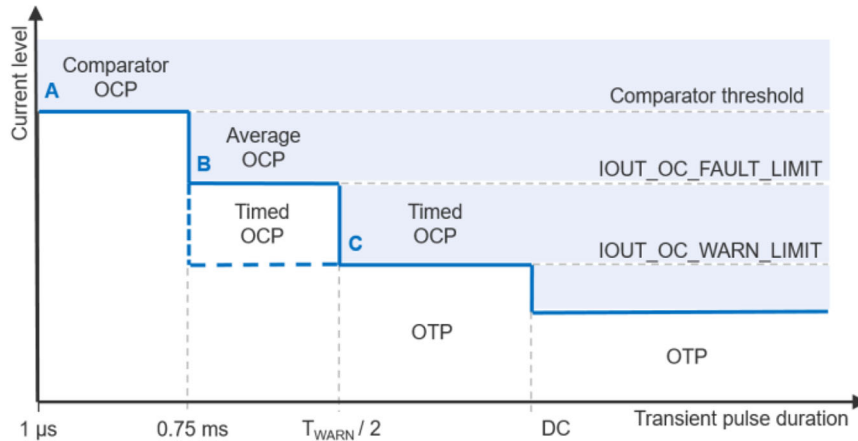 Current level
Comparator
A
OCP
Comparator threshold
Average
OCP
B
IOUT_OC_FAULT_LIMIT
Timed
OCP
C
Timed
OCP
IOUT_OC_WARN_LIMIT
OTP
OTP
Transient pulse duration
1 µs
0.75 ms
TWARN / 2
DC